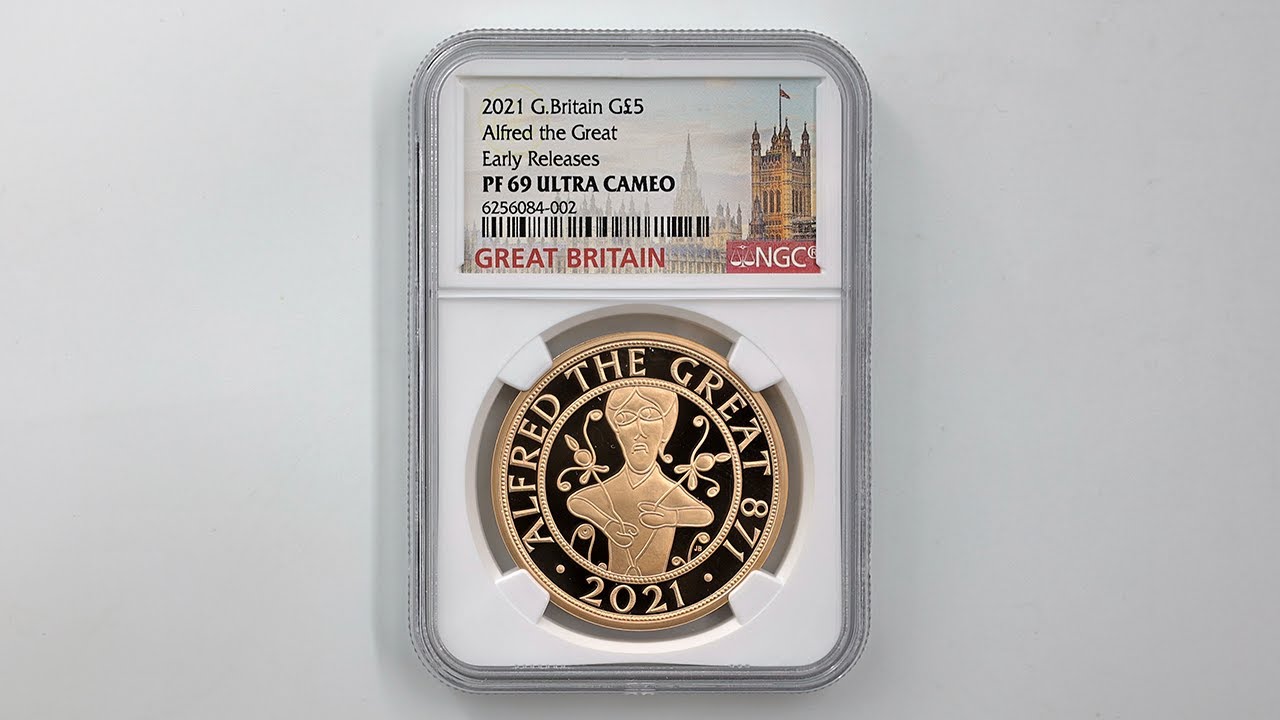 2021 G.Britain G£5
Alfred the Great
Early Releases
PF 69 ULTRA CAMEO
6256084-002
GREAT BRITAIN
NGC®
ALFRED THE GREAT 871
· 2021 ·
JB